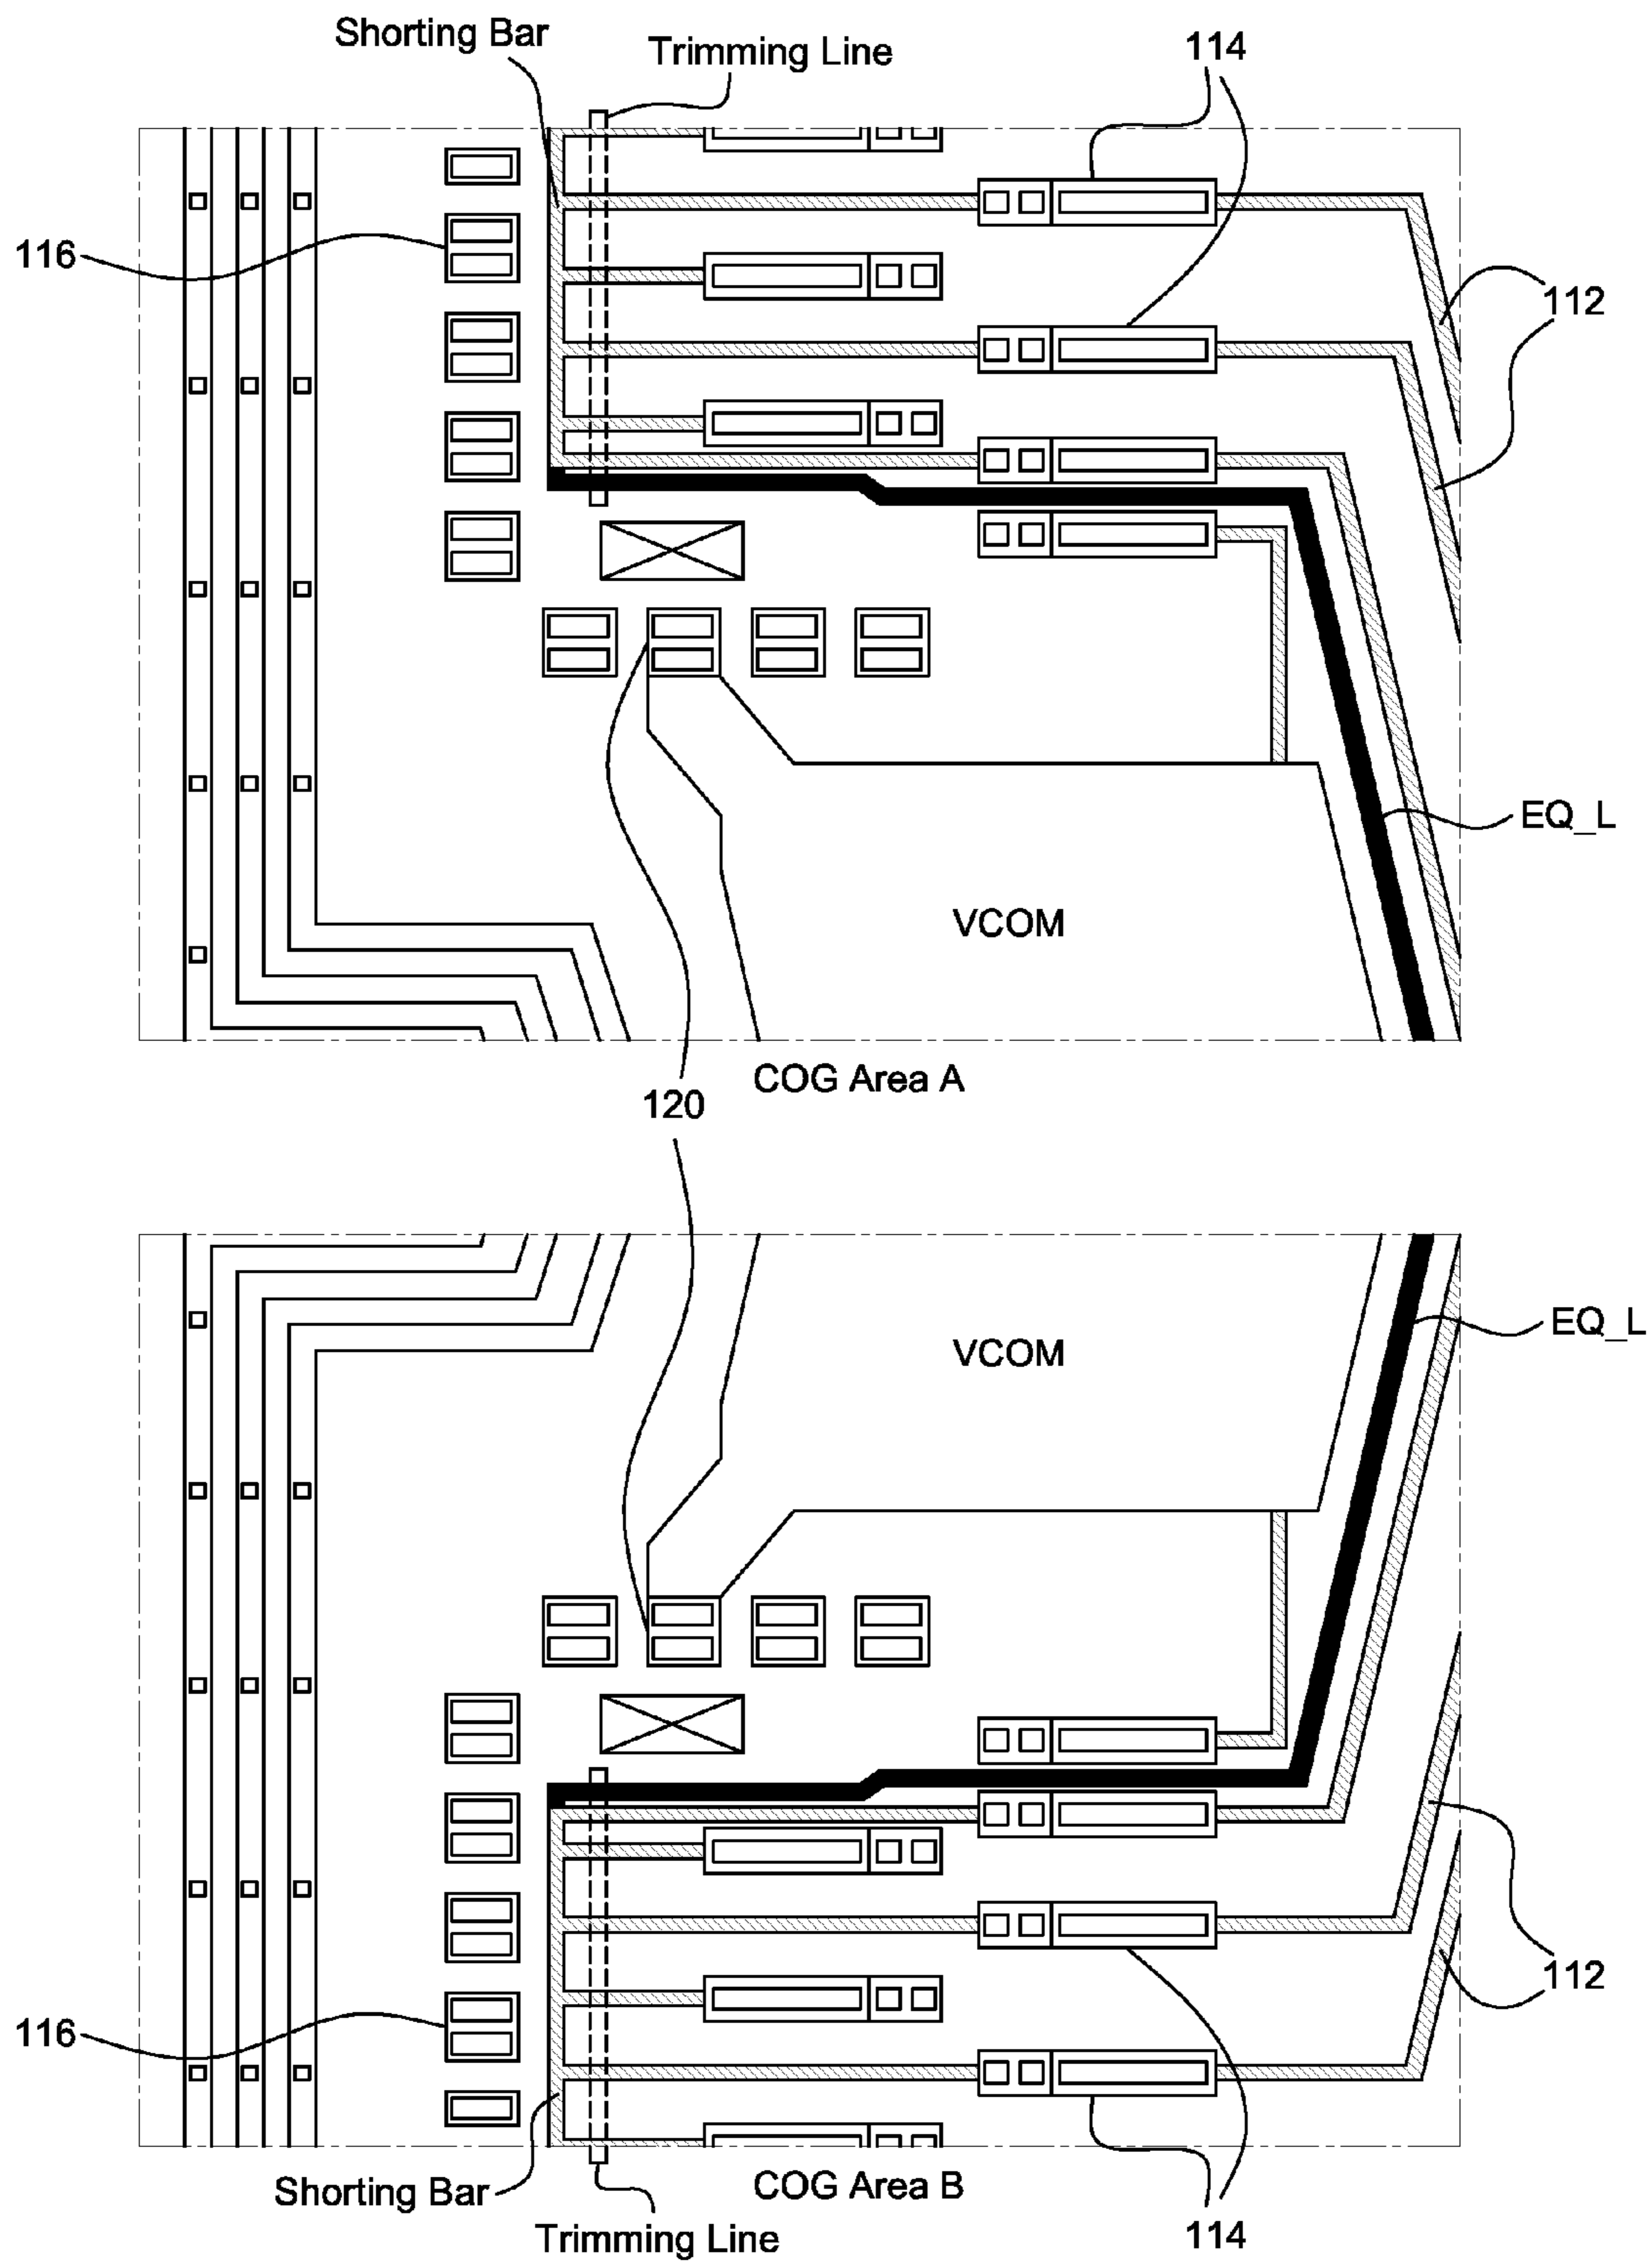 Shorting Bar
Trimming Line
114
116
112
EQ_L
VCOM
COG Area A
120
EQ_L
VCOM
112
116
Shorting Bar
COG Area B
Trimming Line
114